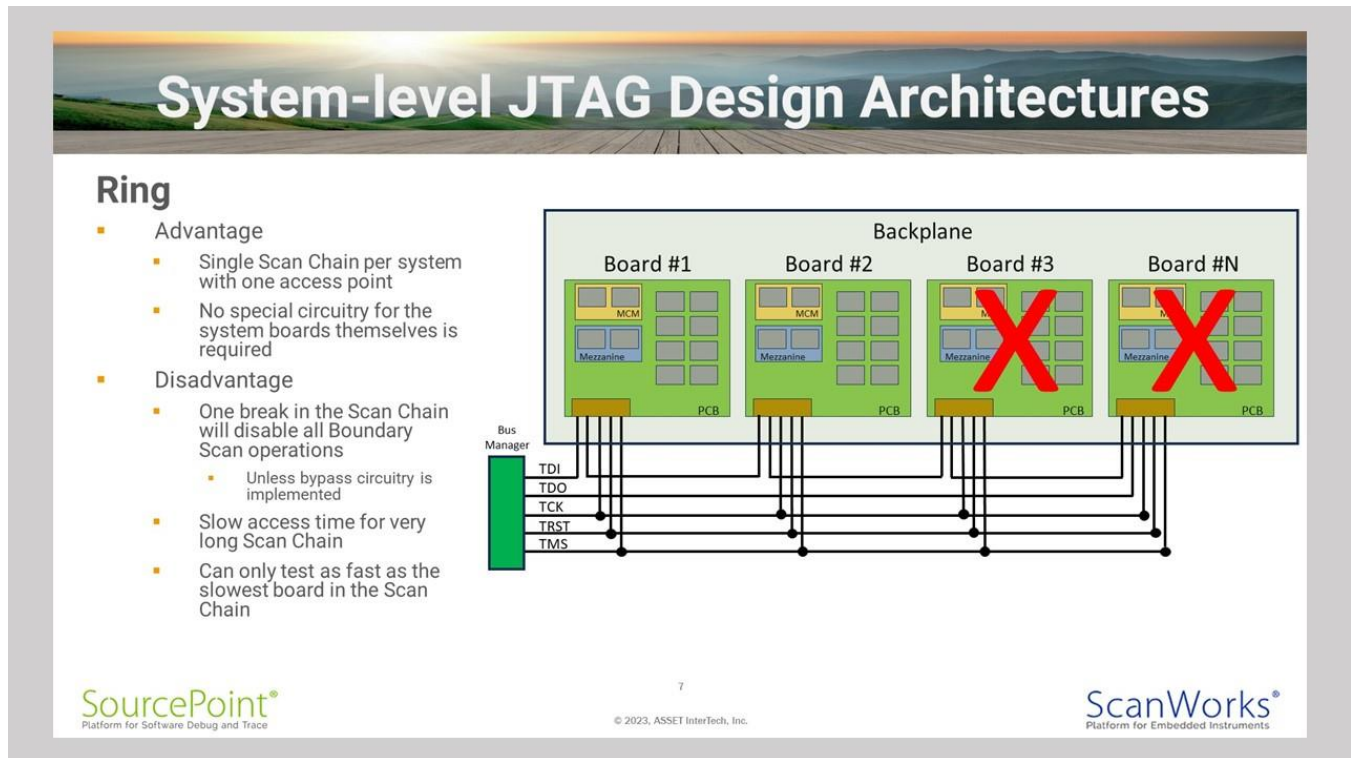 System-level JTAG Design Architectures
Ring
Advantage
Single Scan Chain per system
with one access point
No special circuitry for the
system boards themselves is
required
Disadvantage
One break in the Scan Chain
will disable all Boundary
Scan operations
Unless bypass circuitry is
implemented
Slow access time for very
long Scan Chain
Can only test as fast as the
slowest board in the Scan
Chain
Backplane
Board #1 Board #2 Board #3 Board #N
MCM MCM M M
Mezzanine Mezzanine Mezzanine Mezzanine
X X
PCB PCB PCB PCB
Bus
Manager
TDI
TDO
TCK
TRST
TMS
SourcePoint®
Platform for Software Debug and Trace
7
© 2023, ASSET InterTech, Inc.
ScanWorks®
Platform for Embedded Instruments